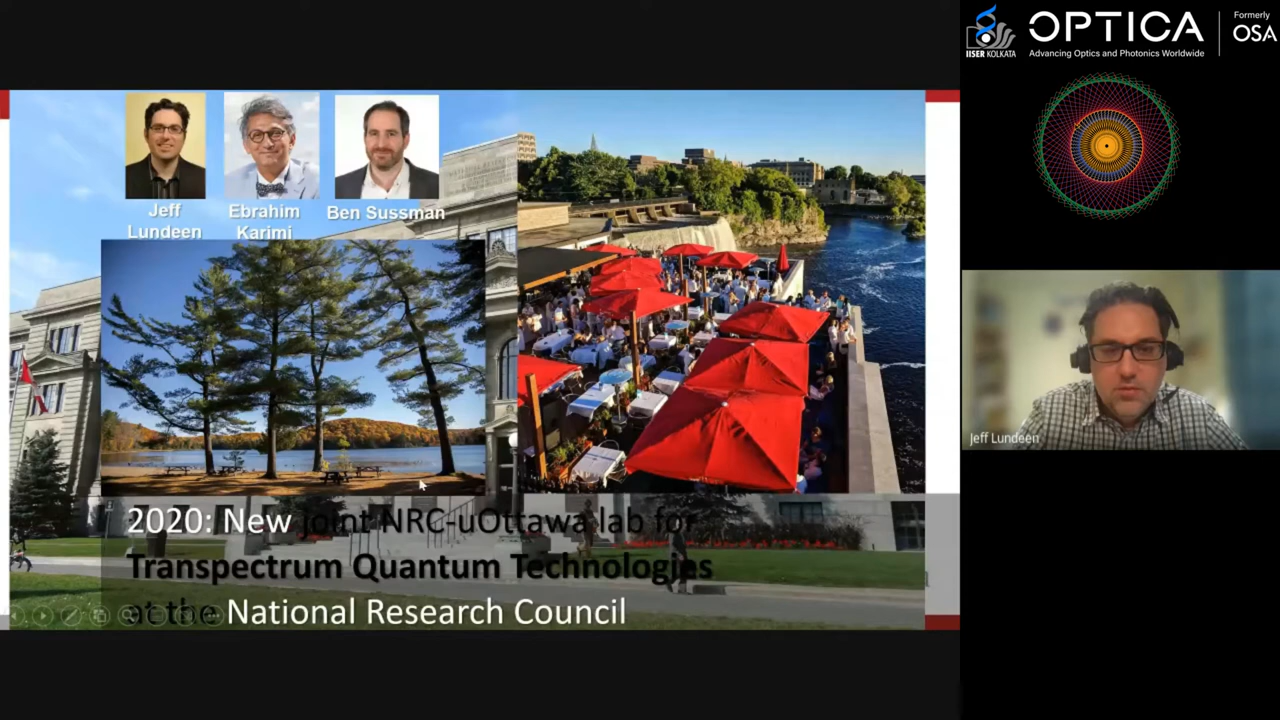 Jeff
Lundeen
Ebrahim
Karimi
Ben Sussman
2020: New joint NRC-uOttawa lab for
Transpectrum Quantum Technologies
at the National Research Council
IISER KOLKATA
OPTICA
Advancing Optics and Photonics Worldwide
Formerly
OSA
Jeff Lundeen